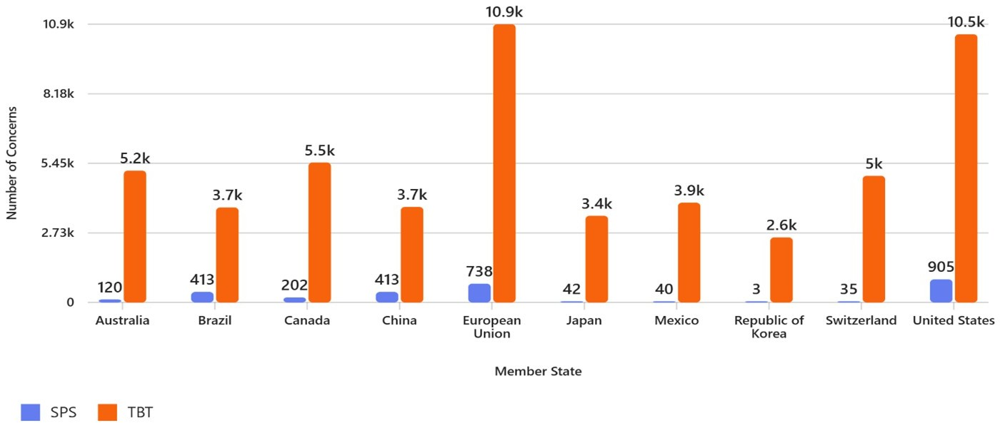 Number of Concerns
10.9k
8.18k
5.45k
2.73k
0
120
5.2k
413
3.7k
202
5.5k
413
3.7k
738
10.9k
42
3.4k
40
3.9k
3
2.6k
35
5k
905
10.5k
Australia
Brazil
Canada
China
European
Union
Japan
Mexico
Republic of
Korea
Switzerland
United States
Member State
SPS
TBT